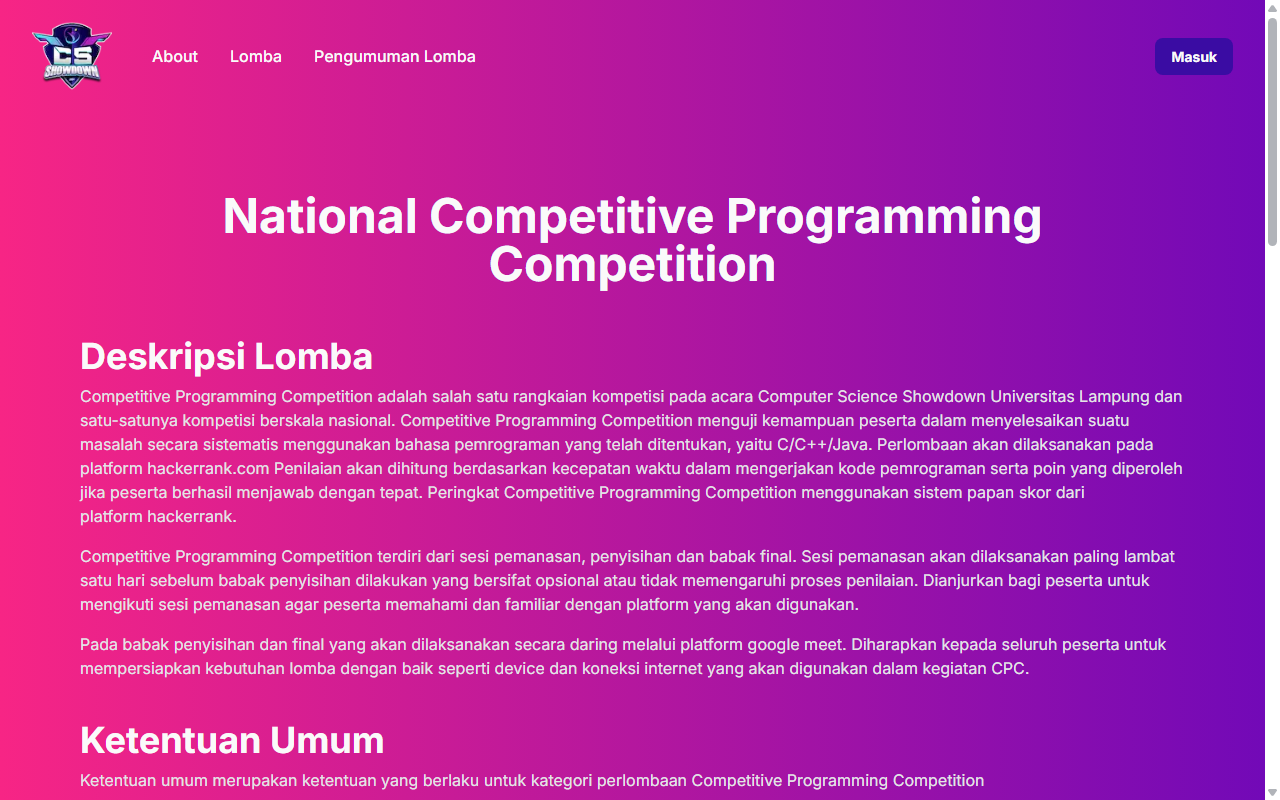 CS
SHOWDOWN
About
Lomba
Pengumuman Lomba
Masuk
National Competitive Programming
Competition
Deskripsi Lomba
Competitive Programming Competition adalah salah satu rangkaian kompetisi pada acara Computer Science Showdown Universitas Lampung dan
satu-satunya kompetisi berskala nasional. Competitive Programming Competition menguji kemampuan peserta dalam menyelesaikan suatu
masalah secara sistematis menggunakan bahasa pemrograman yang telah ditentukan, yaitu C/C++/Java. Perlombaan akan dilaksanakan pada
platform hackerrank.com Penilaian akan dihitung berdasarkan kecepatan waktu dalam mengerjakan kode pemrograman serta poin yang diperoleh
jika peserta berhasil menjawab dengan tepat. Peringkat Competitive Programming Competition menggunakan sistem papan skor dari
platform hackerrank.
Competitive Programming Competition terdiri dari sesi pemanasan, penyisihan dan babak final. Sesi pemanasan akan dilaksanakan paling lambat
satu hari sebelum babak penyisihan dilakukan yang bersifat opsional atau tidak memengaruhi proses penilaian. Dianjurkan bagi peserta untuk
mengikuti sesi pemanasan agar peserta memahami dan familiar dengan platform yang akan digunakan.
Pada babak penyisihan dan final yang akan dilaksanakan secara daring melalui platform google meet. Diharapkan kepada seluruh peserta untuk
mempersiapkan kebutuhan lomba dengan baik seperti device dan koneksi internet yang akan digunakan dalam kegiatan CPC.
Ketentuan Umum
Ketentuan umum merupakan ketentuan yang berlaku untuk kategori perlombaan Competitive Programming Competition